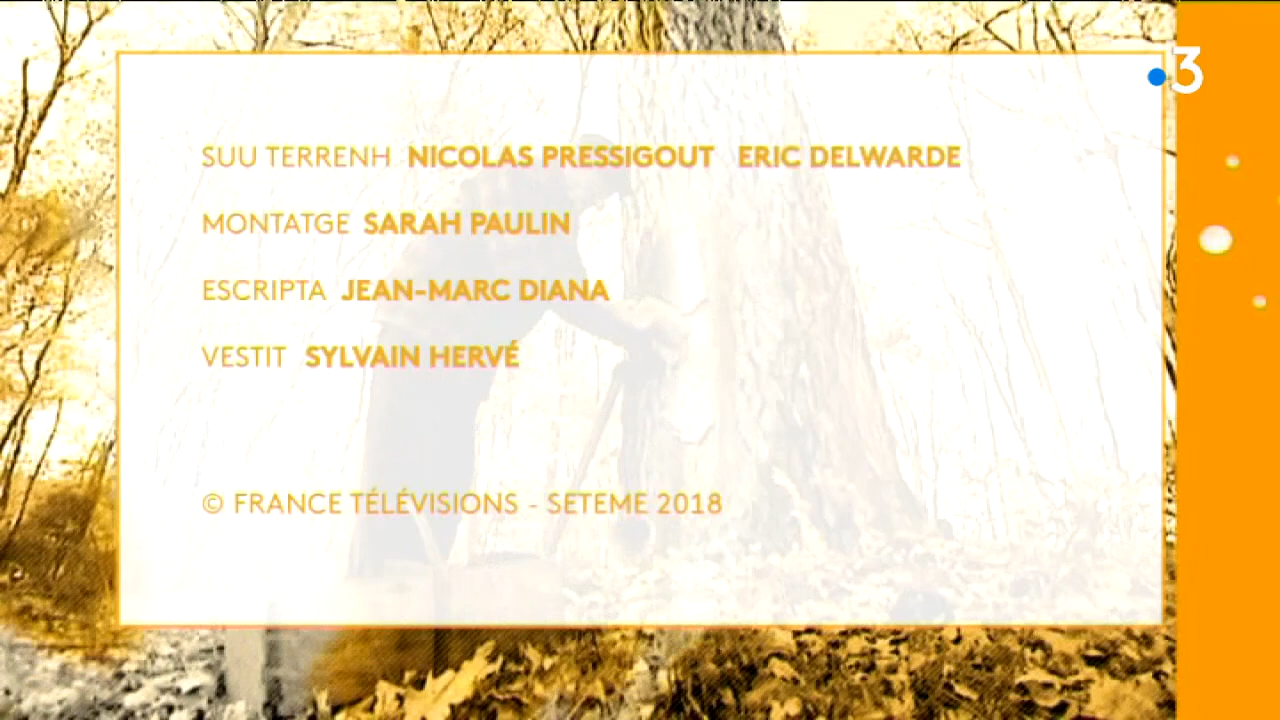 3
SUU TERRENH NICOLAS PRESSIGOUT ERIC DELWARDE
MONTATGE SARAH PAULIN
ESCRIPTA JEAN-MARC DIANA
VESTIT SYLVAIN HERVÉ
© FRANCE TÉLÉVISIONS - SETEME 2018